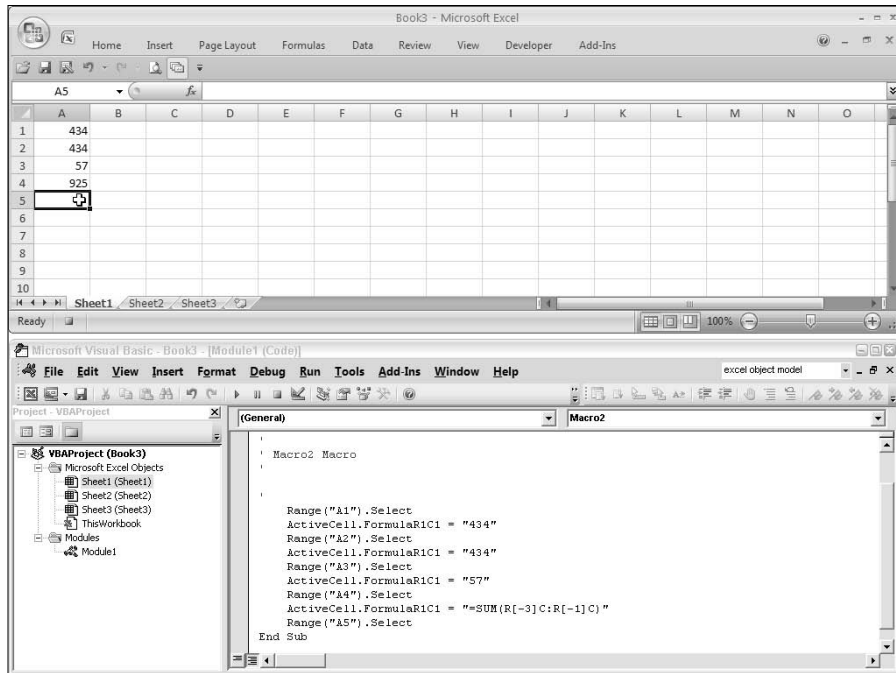 Book3 - Microsoft Excel
Home Insert Page Layout Formulas Data Review View Developer Add-Ins
A5 fx
A B C D E F G H I J K L M N O
1 434
2 434
3 57
4 925
5
6
7
8
9
10
Sheet1 Sheet2 Sheet3
Ready 100%
Microsoft Visual Basic - Book3 - [Module1 (Code)]
File Edit View Insert Format Debug Run Tools Add-Ins Window Help excel object model
Project - VBAProject
(General) Macro2
VBAProject (Book3)
Microsoft Excel Objects
Sheet1 (Sheet1)
Sheet2 (Sheet2)
Sheet3 (Sheet3)
ThisWorkbook
Modules
Module1
'
' Macro2 Macro
'
'
Range("A1").Select
ActiveCell.FormulaR1C1 = "434"
Range("A2").Select
ActiveCell.FormulaR1C1 = "434"
Range("A3").Select
ActiveCell.FormulaR1C1 = "57"
Range("A4").Select
ActiveCell.FormulaR1C1 = "=SUM(R[-3]C:R[-1]C)"
Range("A5").Select
End Sub